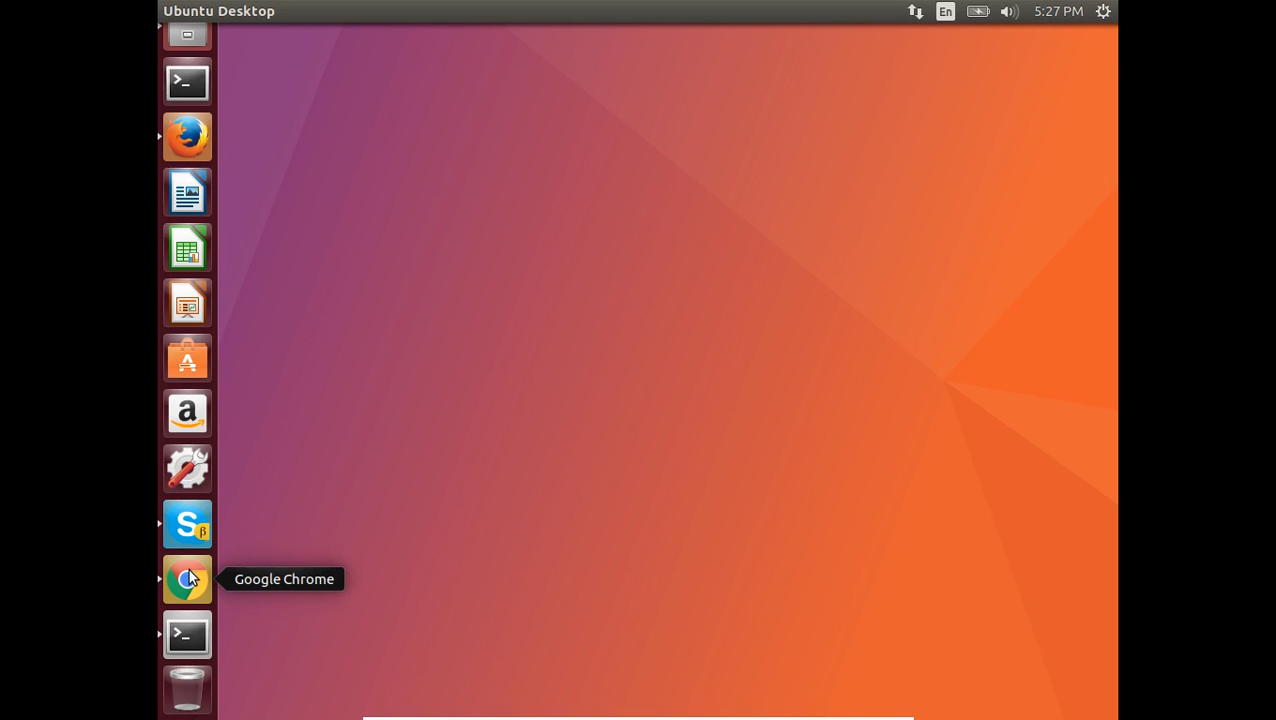 Ubuntu Desktop
En
5:27 PM
>_
A
a
S
β
Google Chrome
>_